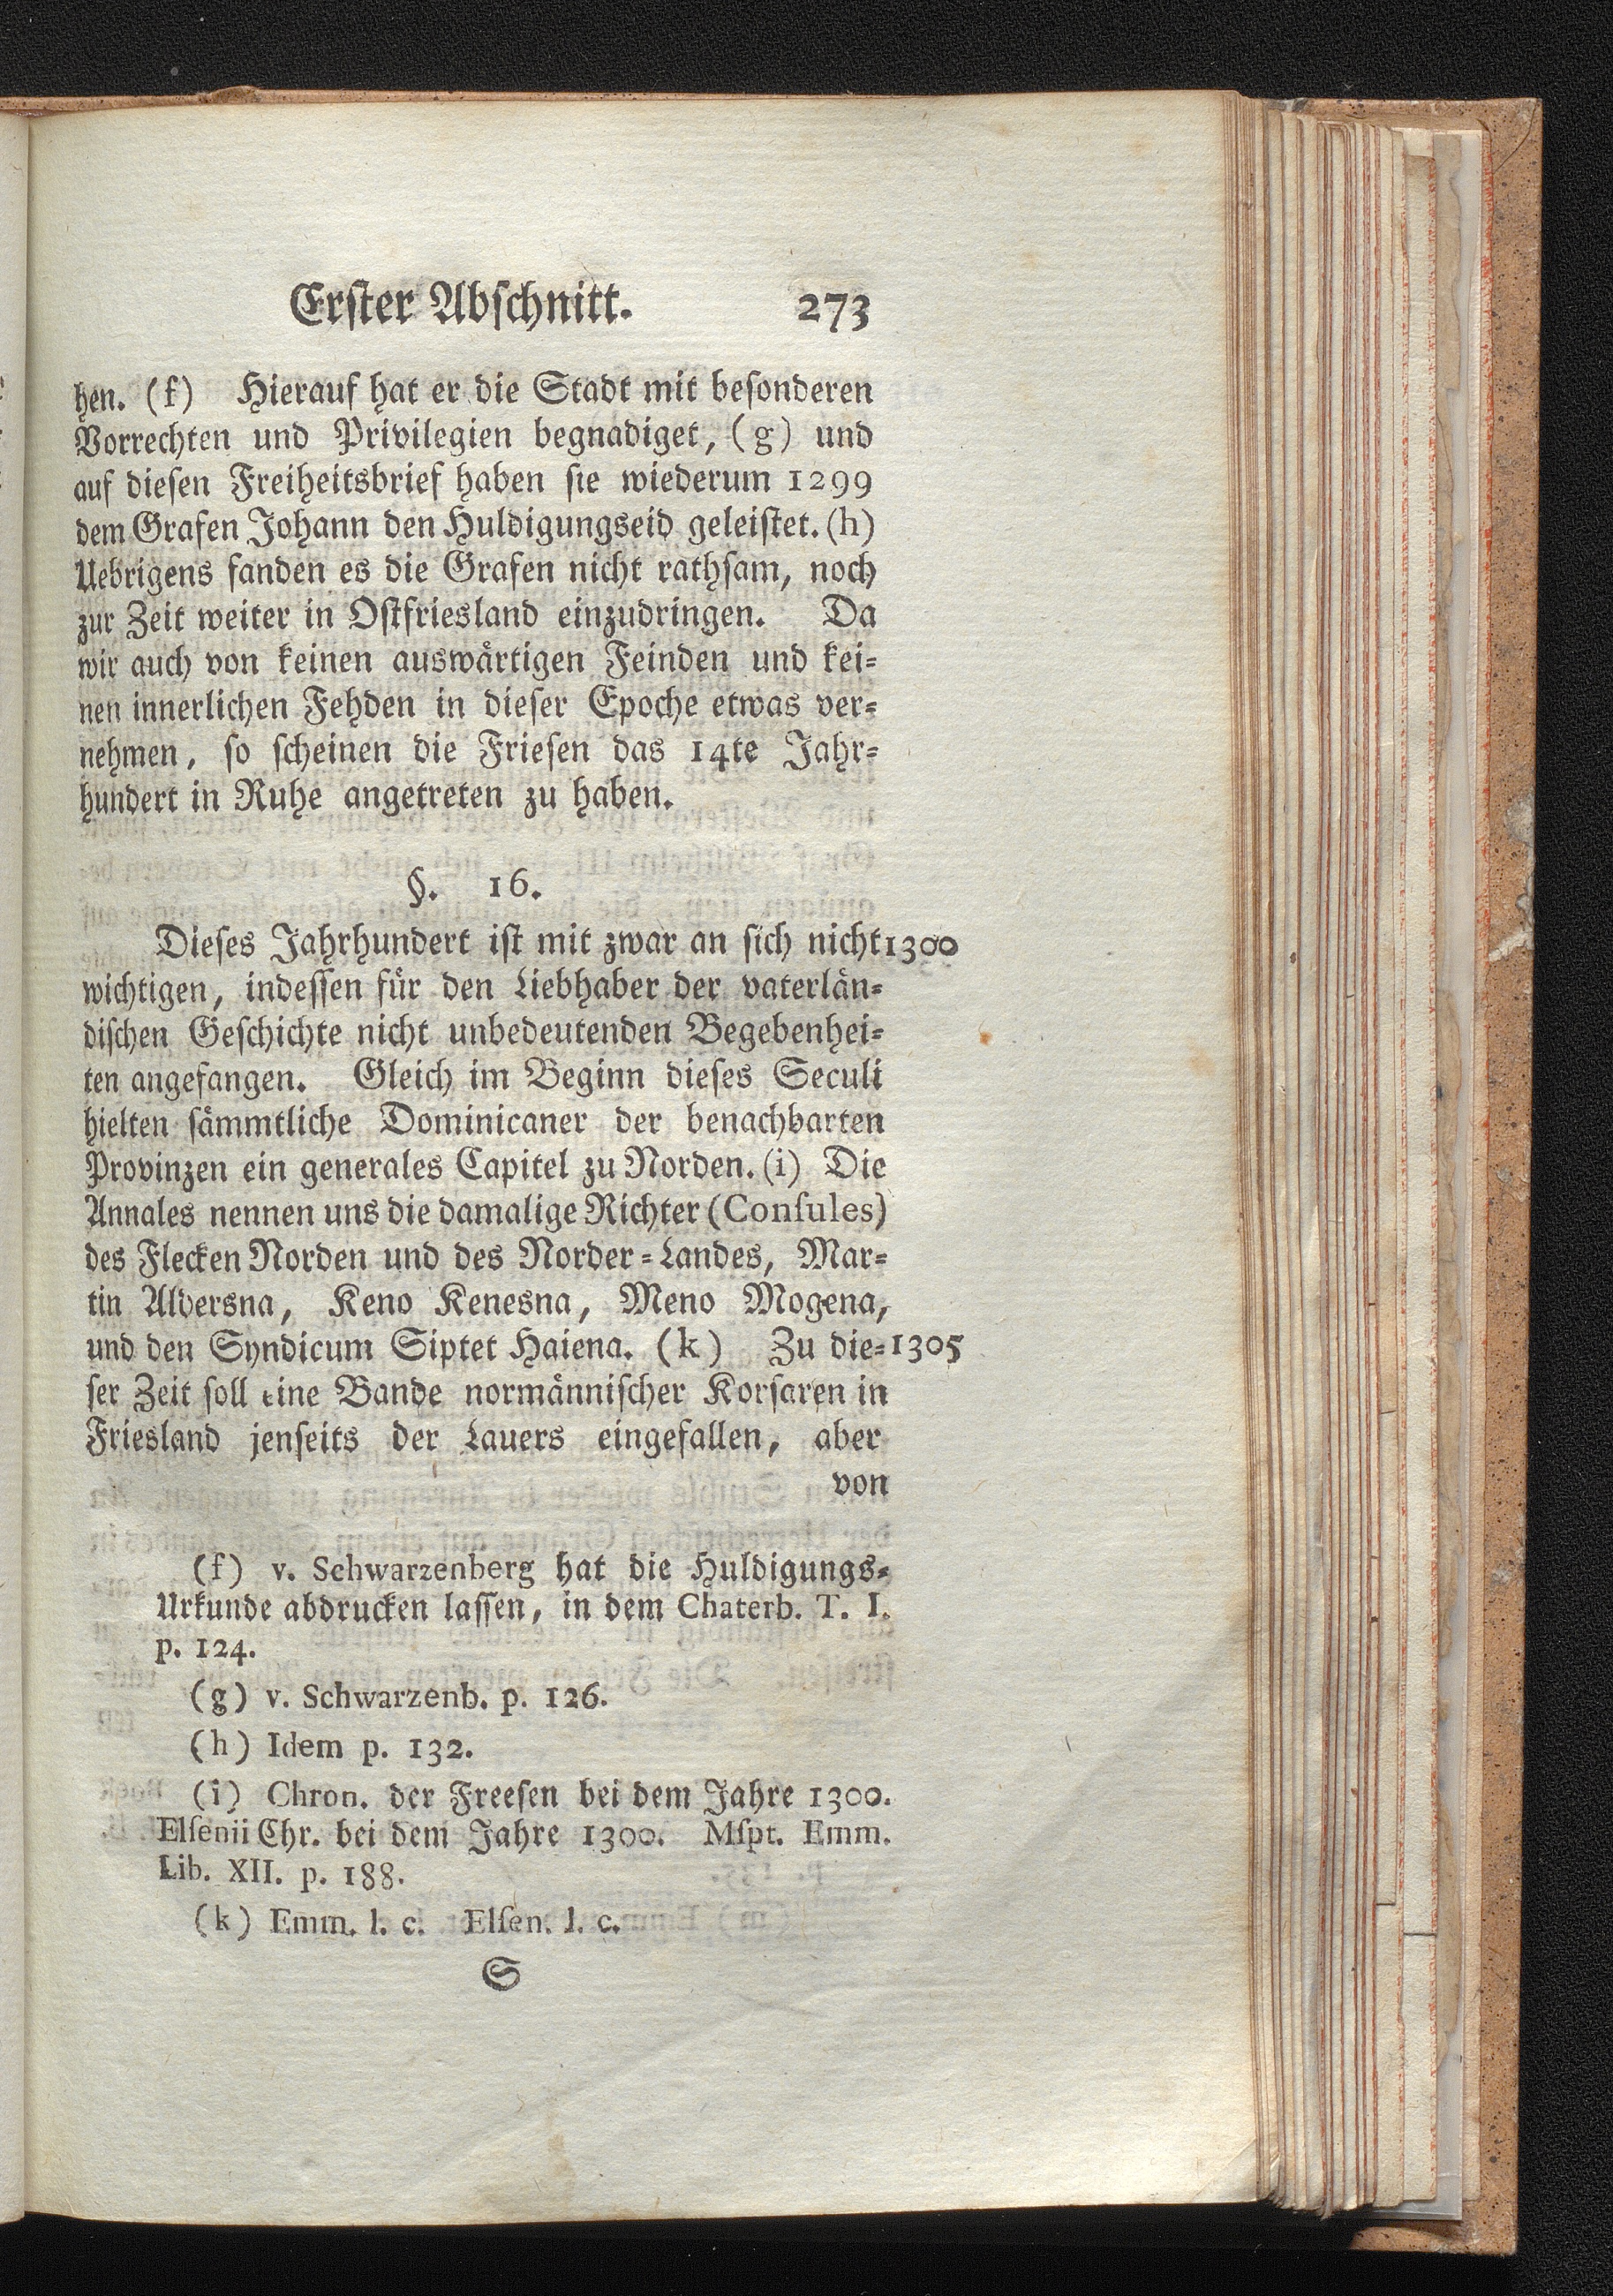 Erſter Abſchnitt. 273
hen. (f) Hierauf hat er die Stadt mit beſonderen
Vorrechten und Privilegien begnadiget, (g) und
auf dieſen Freiheitsbrief haben ſie wiederum 1299
dem Grafen Johann den Huldigungseid geleiſtet. (h)
Uebrigens fanden es die Grafen nicht rathſam, noch
zur Zeit weiter in Oſtfriesland einzudringen. Da
wir auch von keinen auswärtigen Feinden und kei⸗
nen innerlichen Fehden in dieſer Epoche etwas ver⸗
nehmen, ſo ſcheinen die Frieſen das 14te Jahr⸗
hundert in Ruhe angetreten zu haben.
§. 16.
Dieſes Jahrhundert iſt mit zwar an ſich nicht 1300
wichtigen, indeſſen für den Liebhaber der vaterlän⸗
diſchen Geſchichte nicht unbedeutenden Begebenhei⸗
ten angefangen. Gleich im Beginn dieſes Seculi
hielten ſämmtliche Dominicaner der benachbarten
Provinzen ein generales Capitel zu Norden. (i) Die
Annales nennen uns die damalige Richter (Conſules)
des Flecken Norden und des Norder⸗Landes, Mar⸗
tin Aldersna, Keno Kenesna, Meno Mogena,
und den Syndicum Siptet Haiena. (k) Zu die⸗ 1305
ſer Zeit ſoll eine Bande normänniſcher Korſaren in
Friesland jenſeits der Lauers eingefallen, aber
von
(f) v. Schwarzenberg hat die Huldigungs⸗
Urkunde abdrucken laſſen, in dem Chaterb. T. I.
p. 124.
(g) v. Schwarzenb. p. 126.
(h) Idem p. 132.
(i) Chron. der Freeſen bei dem Jahre 1300.
Elſenii Chr. bei dem Jahre 1300. Mſpt. Emm.
Lib. XII. p. 188.
(k) Emm. l. c. Elſen. l. c.
S